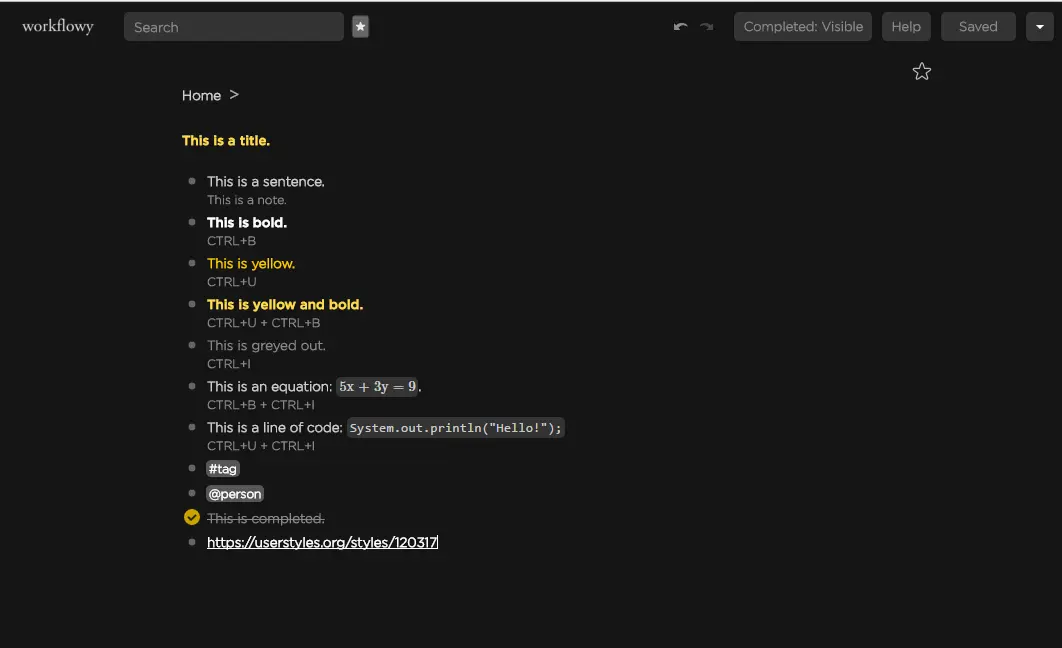 workflowy Search Completed: Visible Help Saved
Home >
This is a title.
This is a sentence.
This is a note.
This is bold.
CTRL+B
This is yellow.
CTRL+U
This is yellow and bold.
CTRL+U + CTRL+B
This is greyed out.
CTRL+I
This is an equation: 5x + 3y = 9.
CTRL+B + CTRL+I
This is a line of code: System.out.println("Hello!");
CTRL+U + CTRL+I
#tag
@person
This is completed.
https://userstyles.org/styles/120317